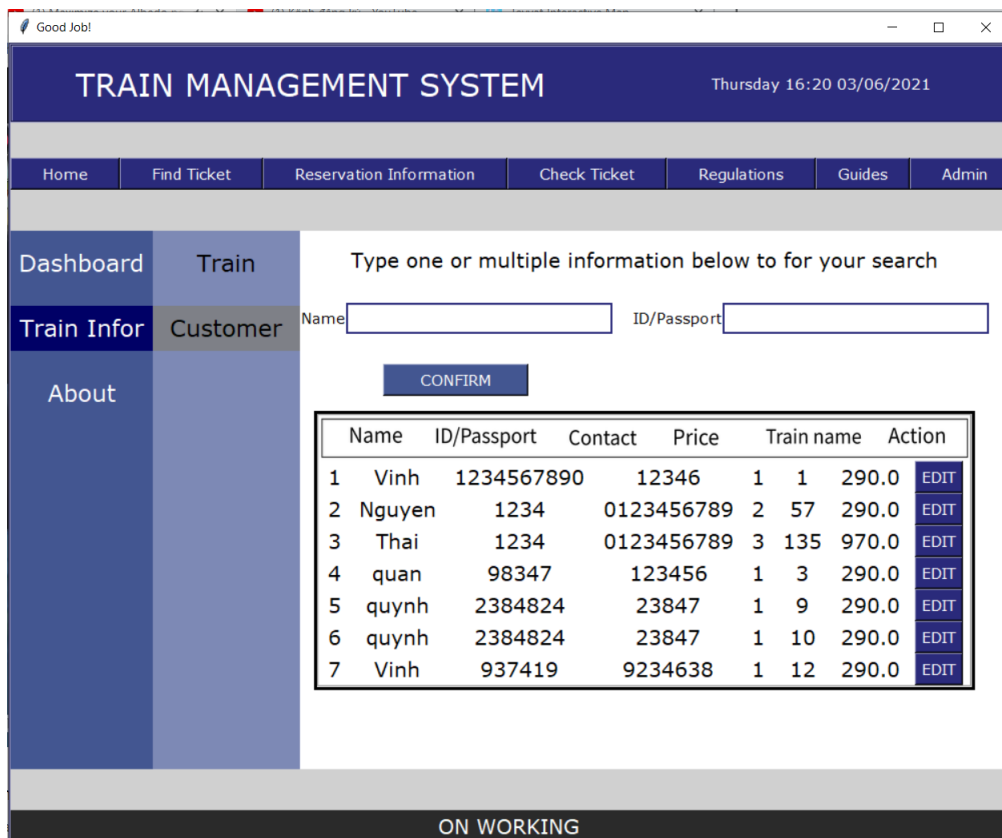 Good Job!
TRAIN MANAGEMENT SYSTEM
Thursday 16:20 03/06/2021
Home Find Ticket Reservation Information Check Ticket Regulations Guides Admin
Dashboard
Train Infor
About
Train
Customer
Type one or multiple information below to for your search
Name ID/Passport
CONFIRM
Name ID/Passport Contact Price Train name Action
1 Vinh 1234567890 12346 1 1 290.0 EDIT
2 Nguyen 1234 0123456789 2 57 290.0 EDIT
3 Thai 1234 0123456789 3 135 970.0 EDIT
4 quan 98347 123456 1 3 290.0 EDIT
5 quynh 2384824 23847 1 9 290.0 EDIT
6 quynh 2384824 23847 1 10 290.0 EDIT
7 Vinh 937419 9234638 1 12 290.0 EDIT
ON WORKING